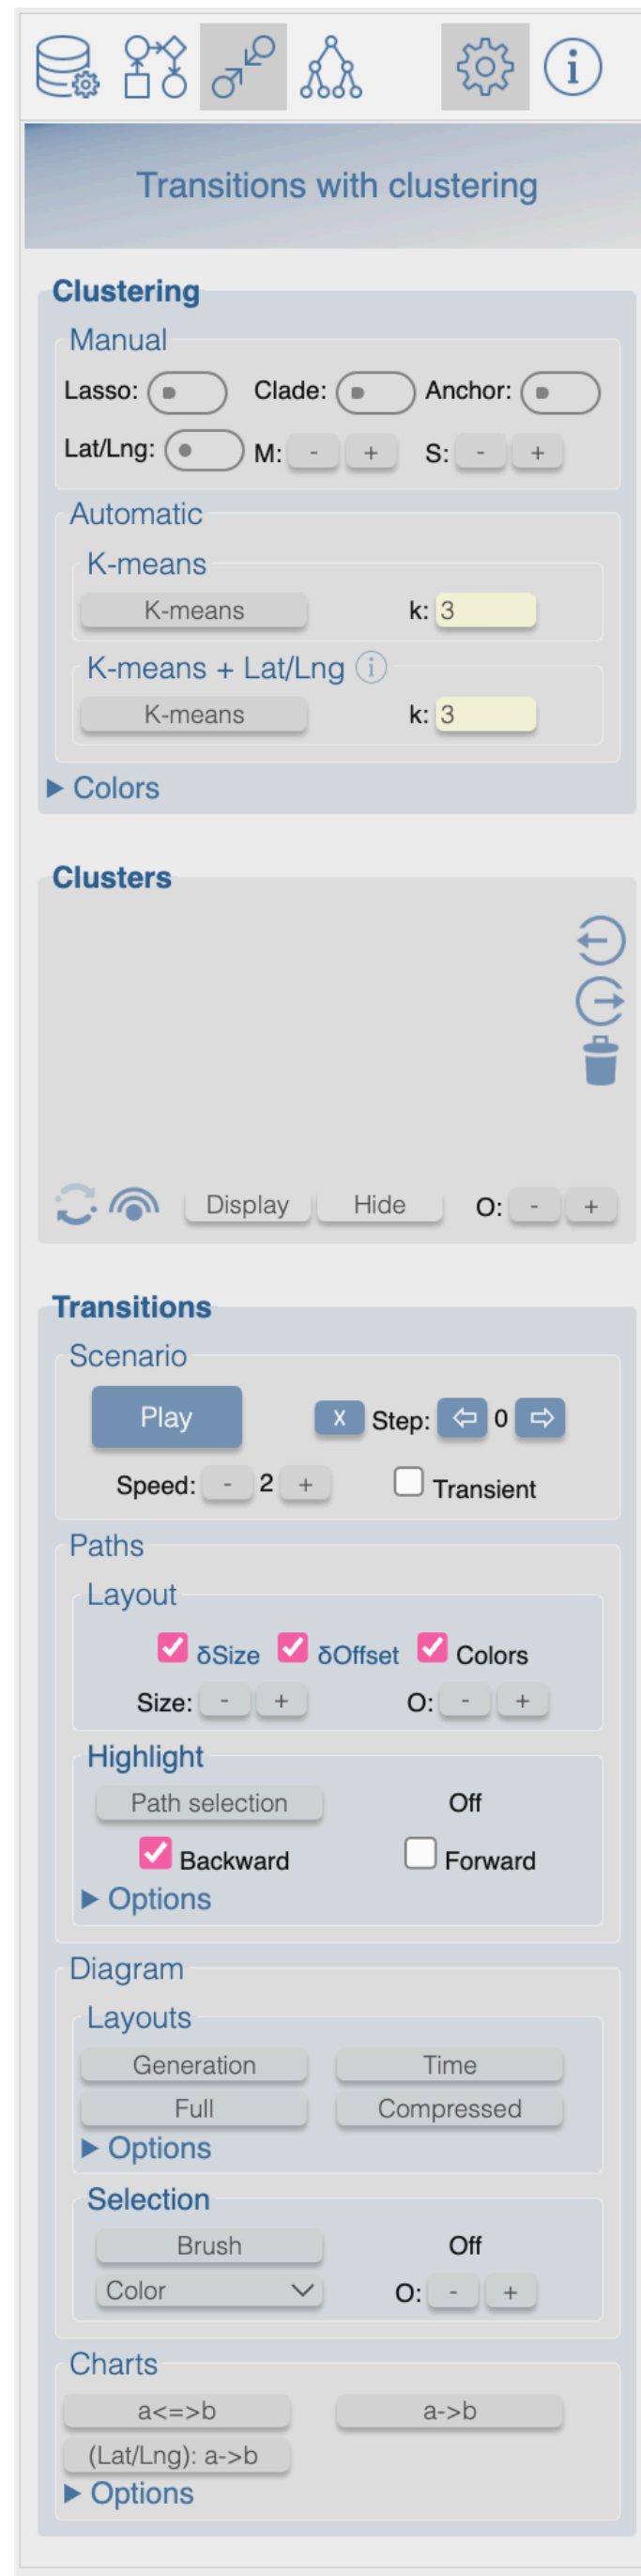 i
Transitions with clustering
Clustering
Manual
Lasso: Clade: Anchor:
Lat/Lng: M: - + S: - +
Automatic
K-means
K-means k: 3
K-means + Lat/Lng i
K-means k: 3
▶ Colors
Clusters
Display Hide O: - +
Transitions
Scenario
Play X Step: ⇦ 0 ⇨
Speed: - 2 + Transient
Paths
Layout
δSize δOffset Colors
Size: - + O: - +
Highlight
Path selection Off
Backward Forward
▶ Options
Diagram
Layouts
Generation Time
Full Compressed
▶ Options
Selection
Brush Off
Color O: - +
Charts
a<=>b a->b
(Lat/Lng): a->b
▶ Options